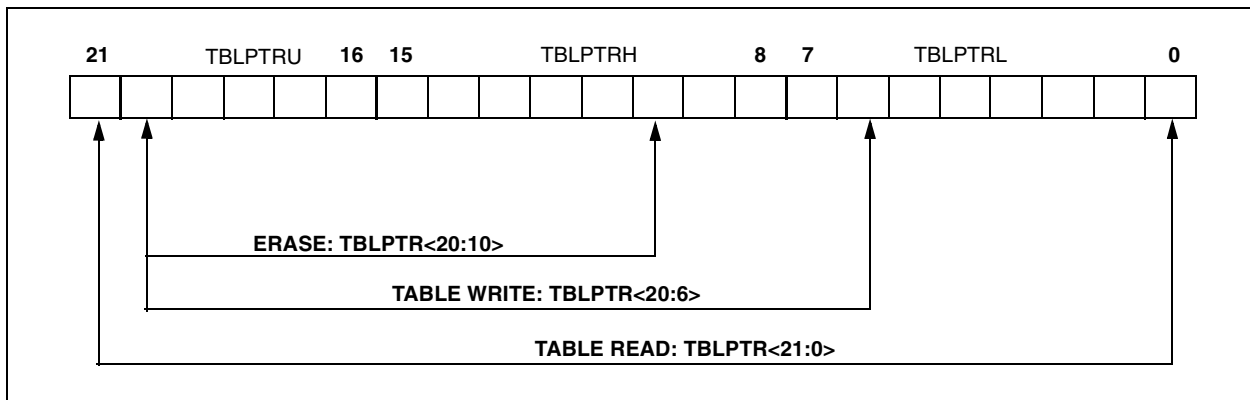 21 TBLPTRU 16 15 TBLPTRH 8 7 TBLPTRL 0
ERASE: TBLPTR<20:10>
TABLE WRITE: TBLPTR<20:6>
TABLE READ: TBLPTR<21:0>